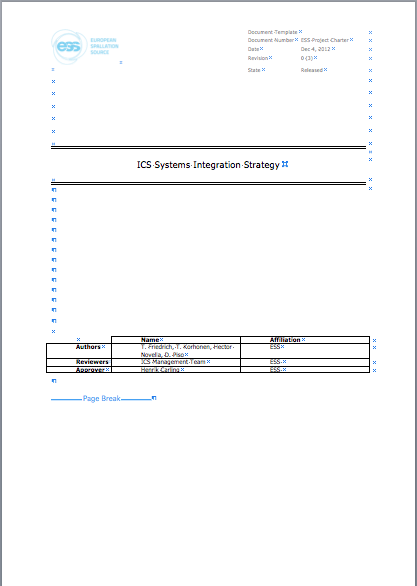 ess
EUROPEAN
SPALLATION
SOURCE
Document Template
Document Number ESS-Project-Charter
Date Dec 4, 2012
Revision 0 (3)
State Released
ICS Systems Integration Strategy
Name Affiliation
Authors T. Friedrich, T. Korhonen, Hector
Novella, D. Piso ESS
Reviewers ICS Management Team ESS
Approver Henrik Carling ESS
Page Break